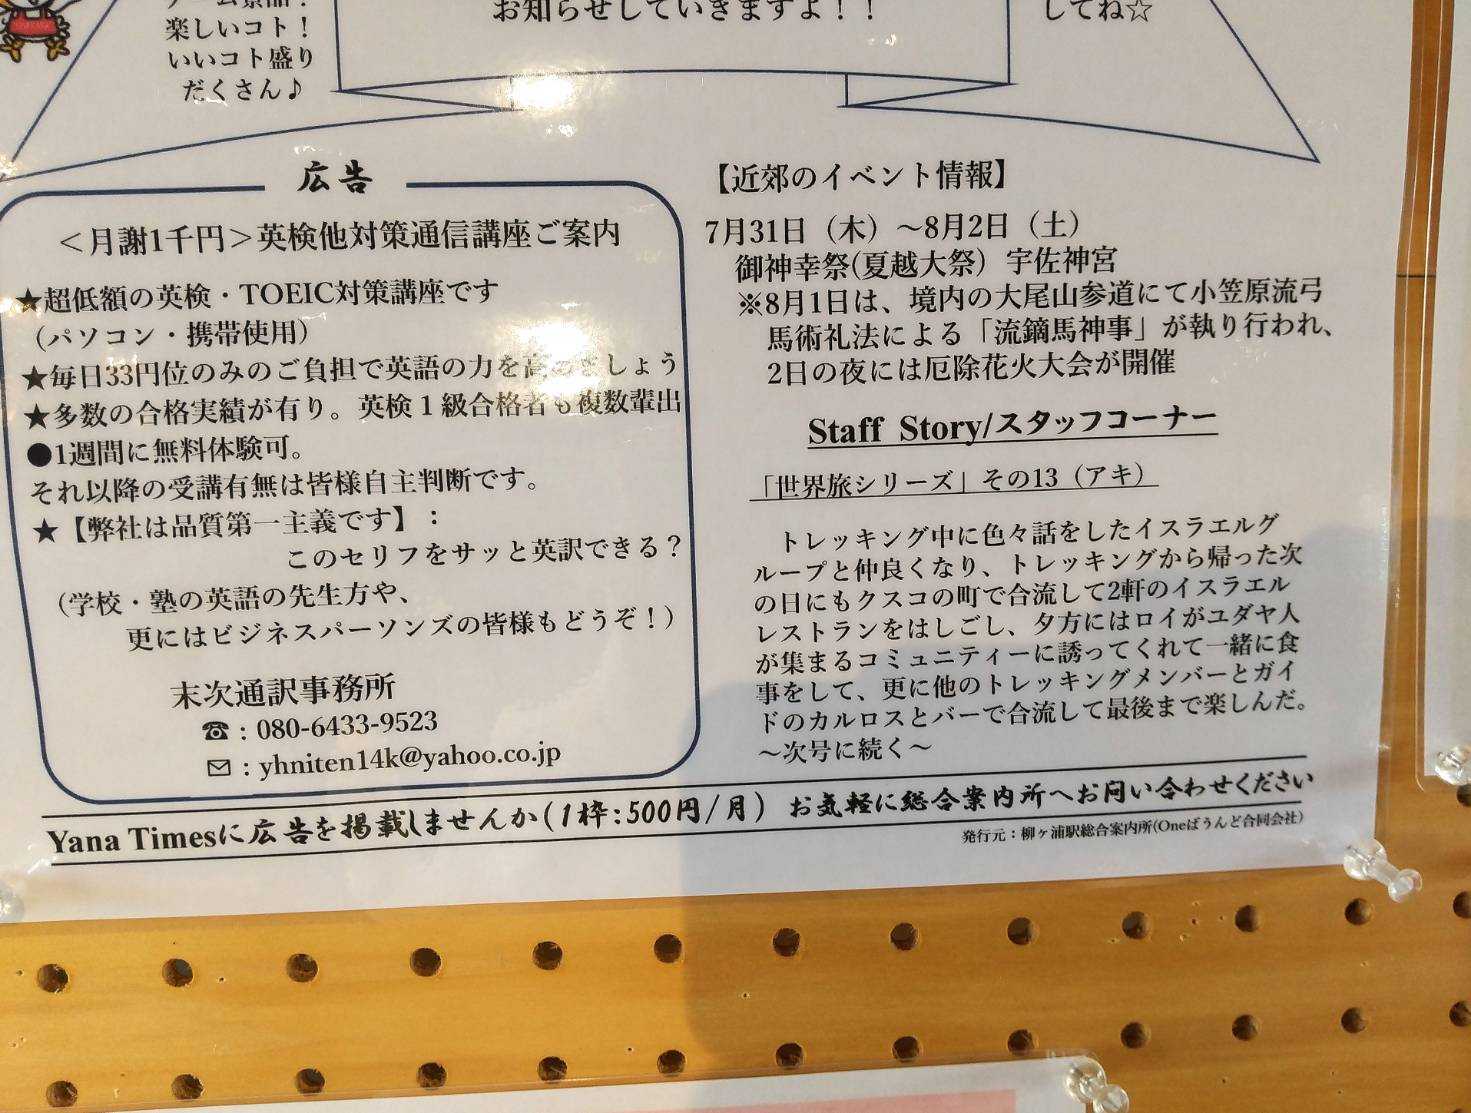 楽しいコト！
いいコト盛り
だくさん♪
お知らせしていきますよ！！
してね☆
広告
＜月謝1千円＞英検他対策通信講座ご案内
★超低額の英検・TOEIC対策講座です
（パソコン・携帯使用）
★毎日33円位のみのご負担で英語の力を高めましょう
★多数の合格実績が有り。英検１級合格者も複数輩出
●1週間に無料体験可。
それ以降の受講有無は皆様自主判断です。
★【弊社は品質第一主義です】：
このセリフをサッと英訳できる？
（学校・塾の英語の先生方や、
更にはビジネスパーソンズの皆様もどうぞ！）
末次通訳事務所
☎：080-6433-9523
✉：yhniten14k@yahoo.co.jp
【近郊のイベント情報】
7月31日（木）～8月2日（土）
御神幸祭(夏越大祭）宇佐神宮
※8月1日は、境内の大尾山参道にて小笠原流弓
馬術礼法による「流鏑馬神事」が執り行われ、
2日の夜には厄除花火大会が開催
Staff Story/スタッフコーナー
「世界旅シリーズ」その13（アキ）
トレッキング中に色々話をしたイスラエルグ
ループと仲良くなり、トレッキングから帰った次
の日にもクスコの町で合流して2軒のイスラエル
レストランをはしごし、夕方にはロイがユダヤ人
が集まるコミュニティーに誘ってくれて一緒に食
事をして、更に他のトレッキングメンバーとガイ
ドのカルロスとバーで合流して最後まで楽しんだ。
～次号に続く～
Yana Timesに広告を掲載しませんか(1枠:500円/月） お気軽に総合案内所へお問い合わせください
発行元：柳ヶ浦駅総合案内所(Oneばうんど合同会社)